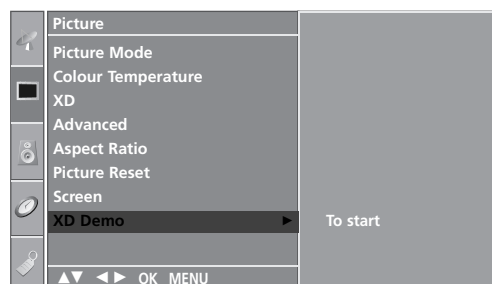 Picture
Picture Mode
Colour Temperature
XD
Advanced
Aspect Ratio
Picture Reset
Screen
XD Demo ► To start
▲▼ ◄► OK MENU